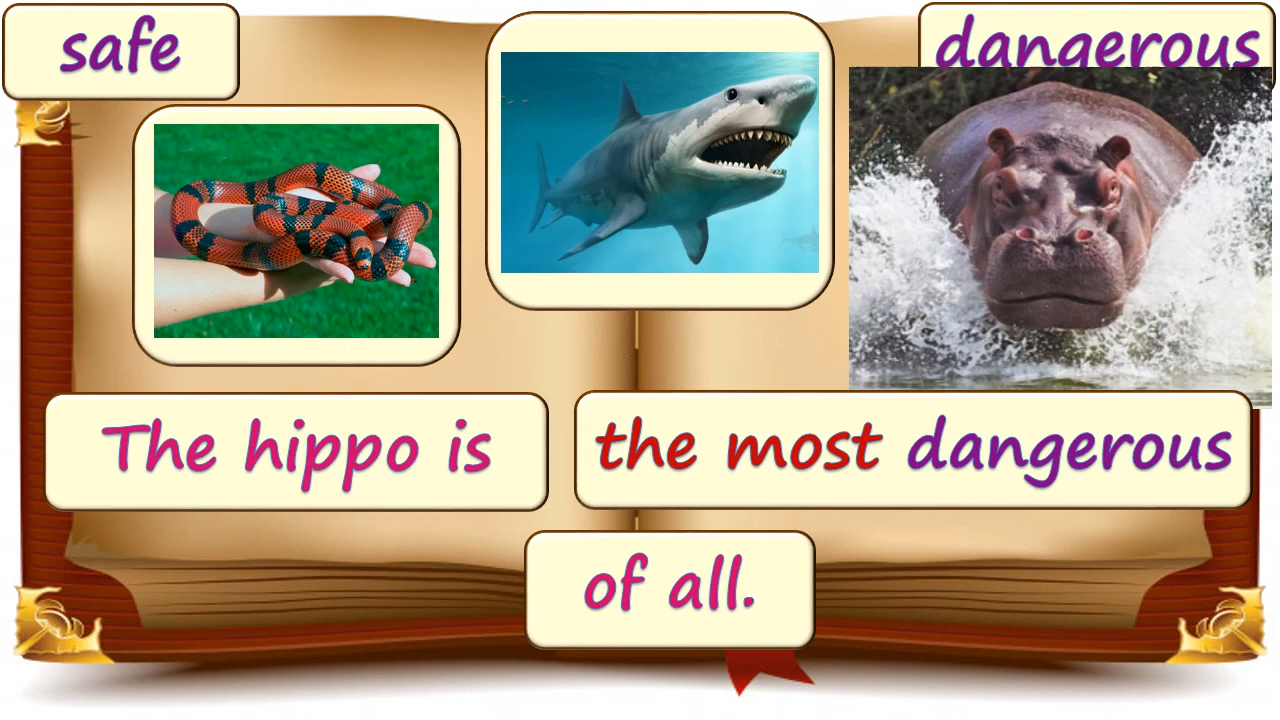 safe
dangerous
The hippo is
the most dangerous
of all.